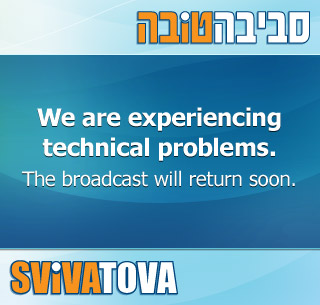 סביבהטובה
We are experiencing
technical problems.
The broadcast will return soon.
SViVATOVA